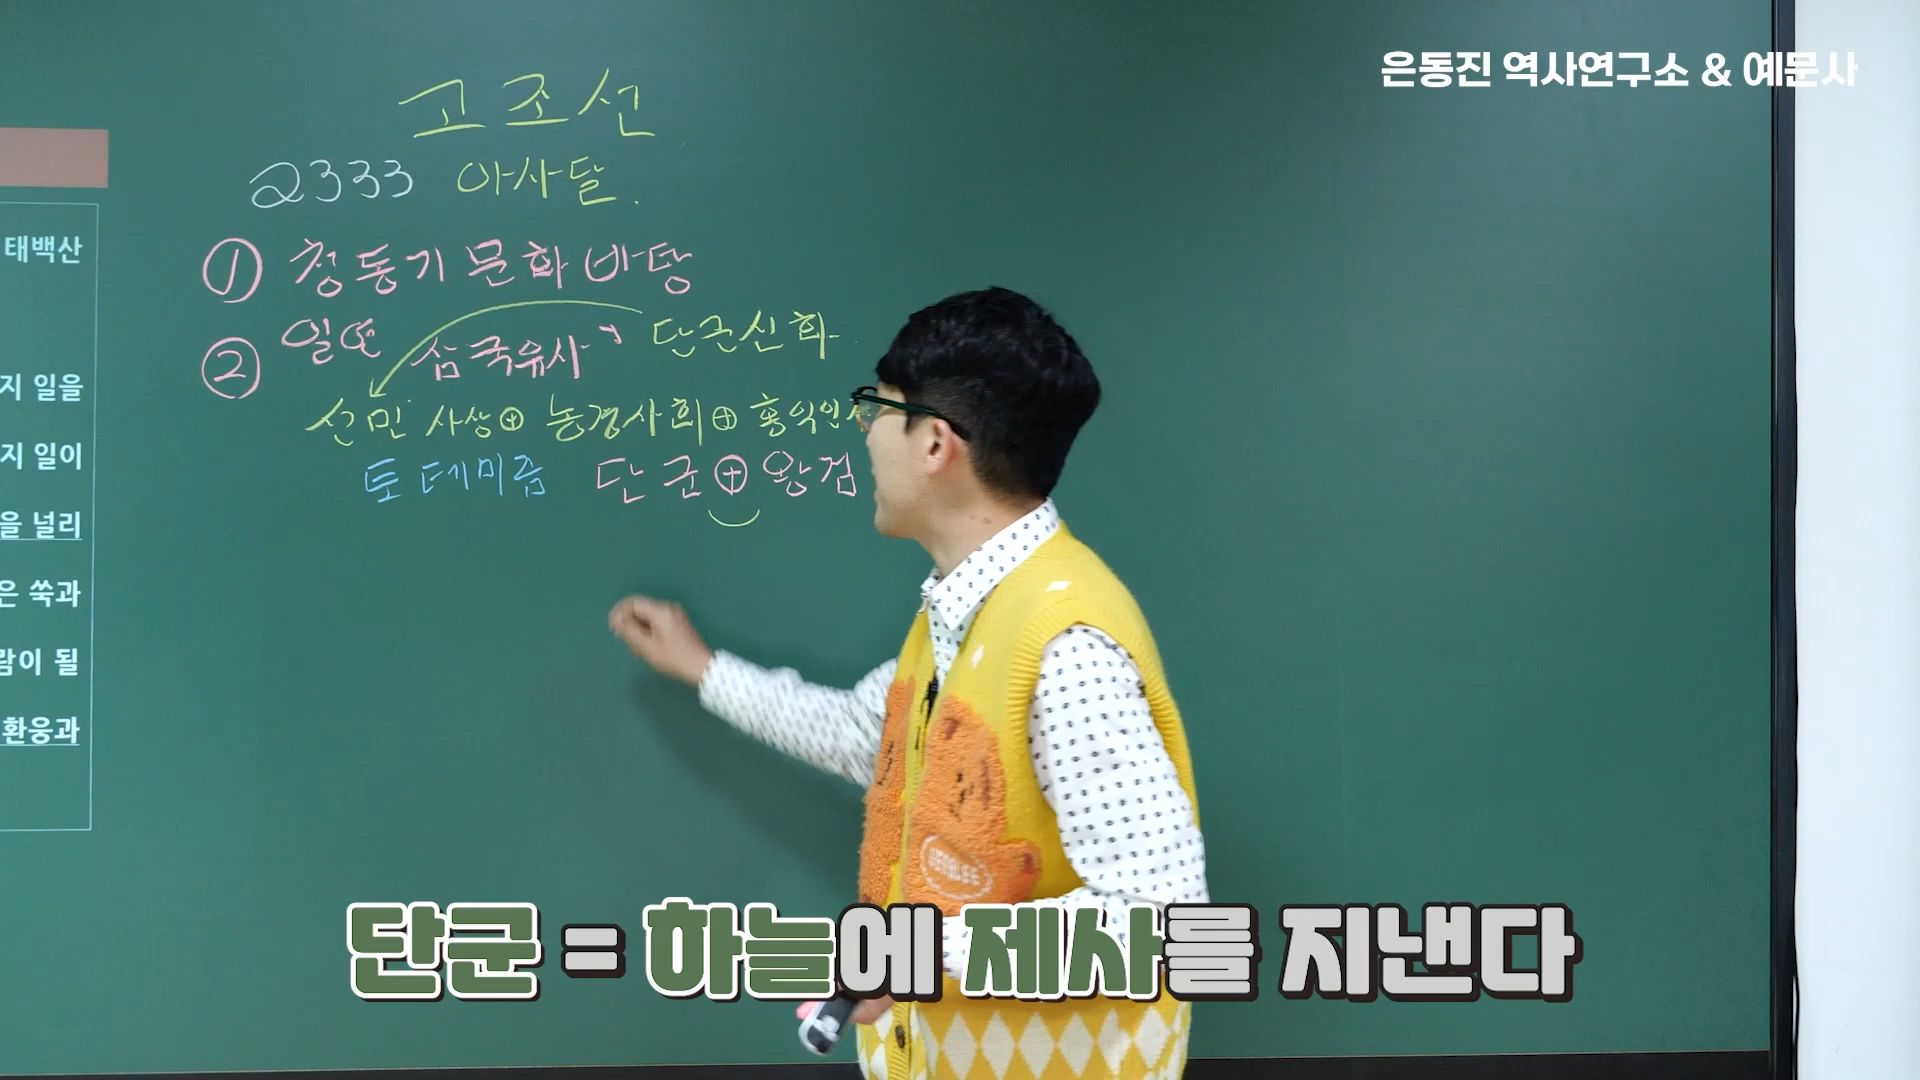 은동진 역사연구소 & 예문사
고조선
2333 아사달.
① 청동기 문화 바탕
② 일연 삼국유사 단군신화
선민 사상⊕ 농경사회⊕ 홍익인
토테미즘 단군⊕왕검
태백산
지 일을
지 일이
을 널리
은 쑥과
람이 될
환웅과
단군 = 하늘에 제사를 지낸다